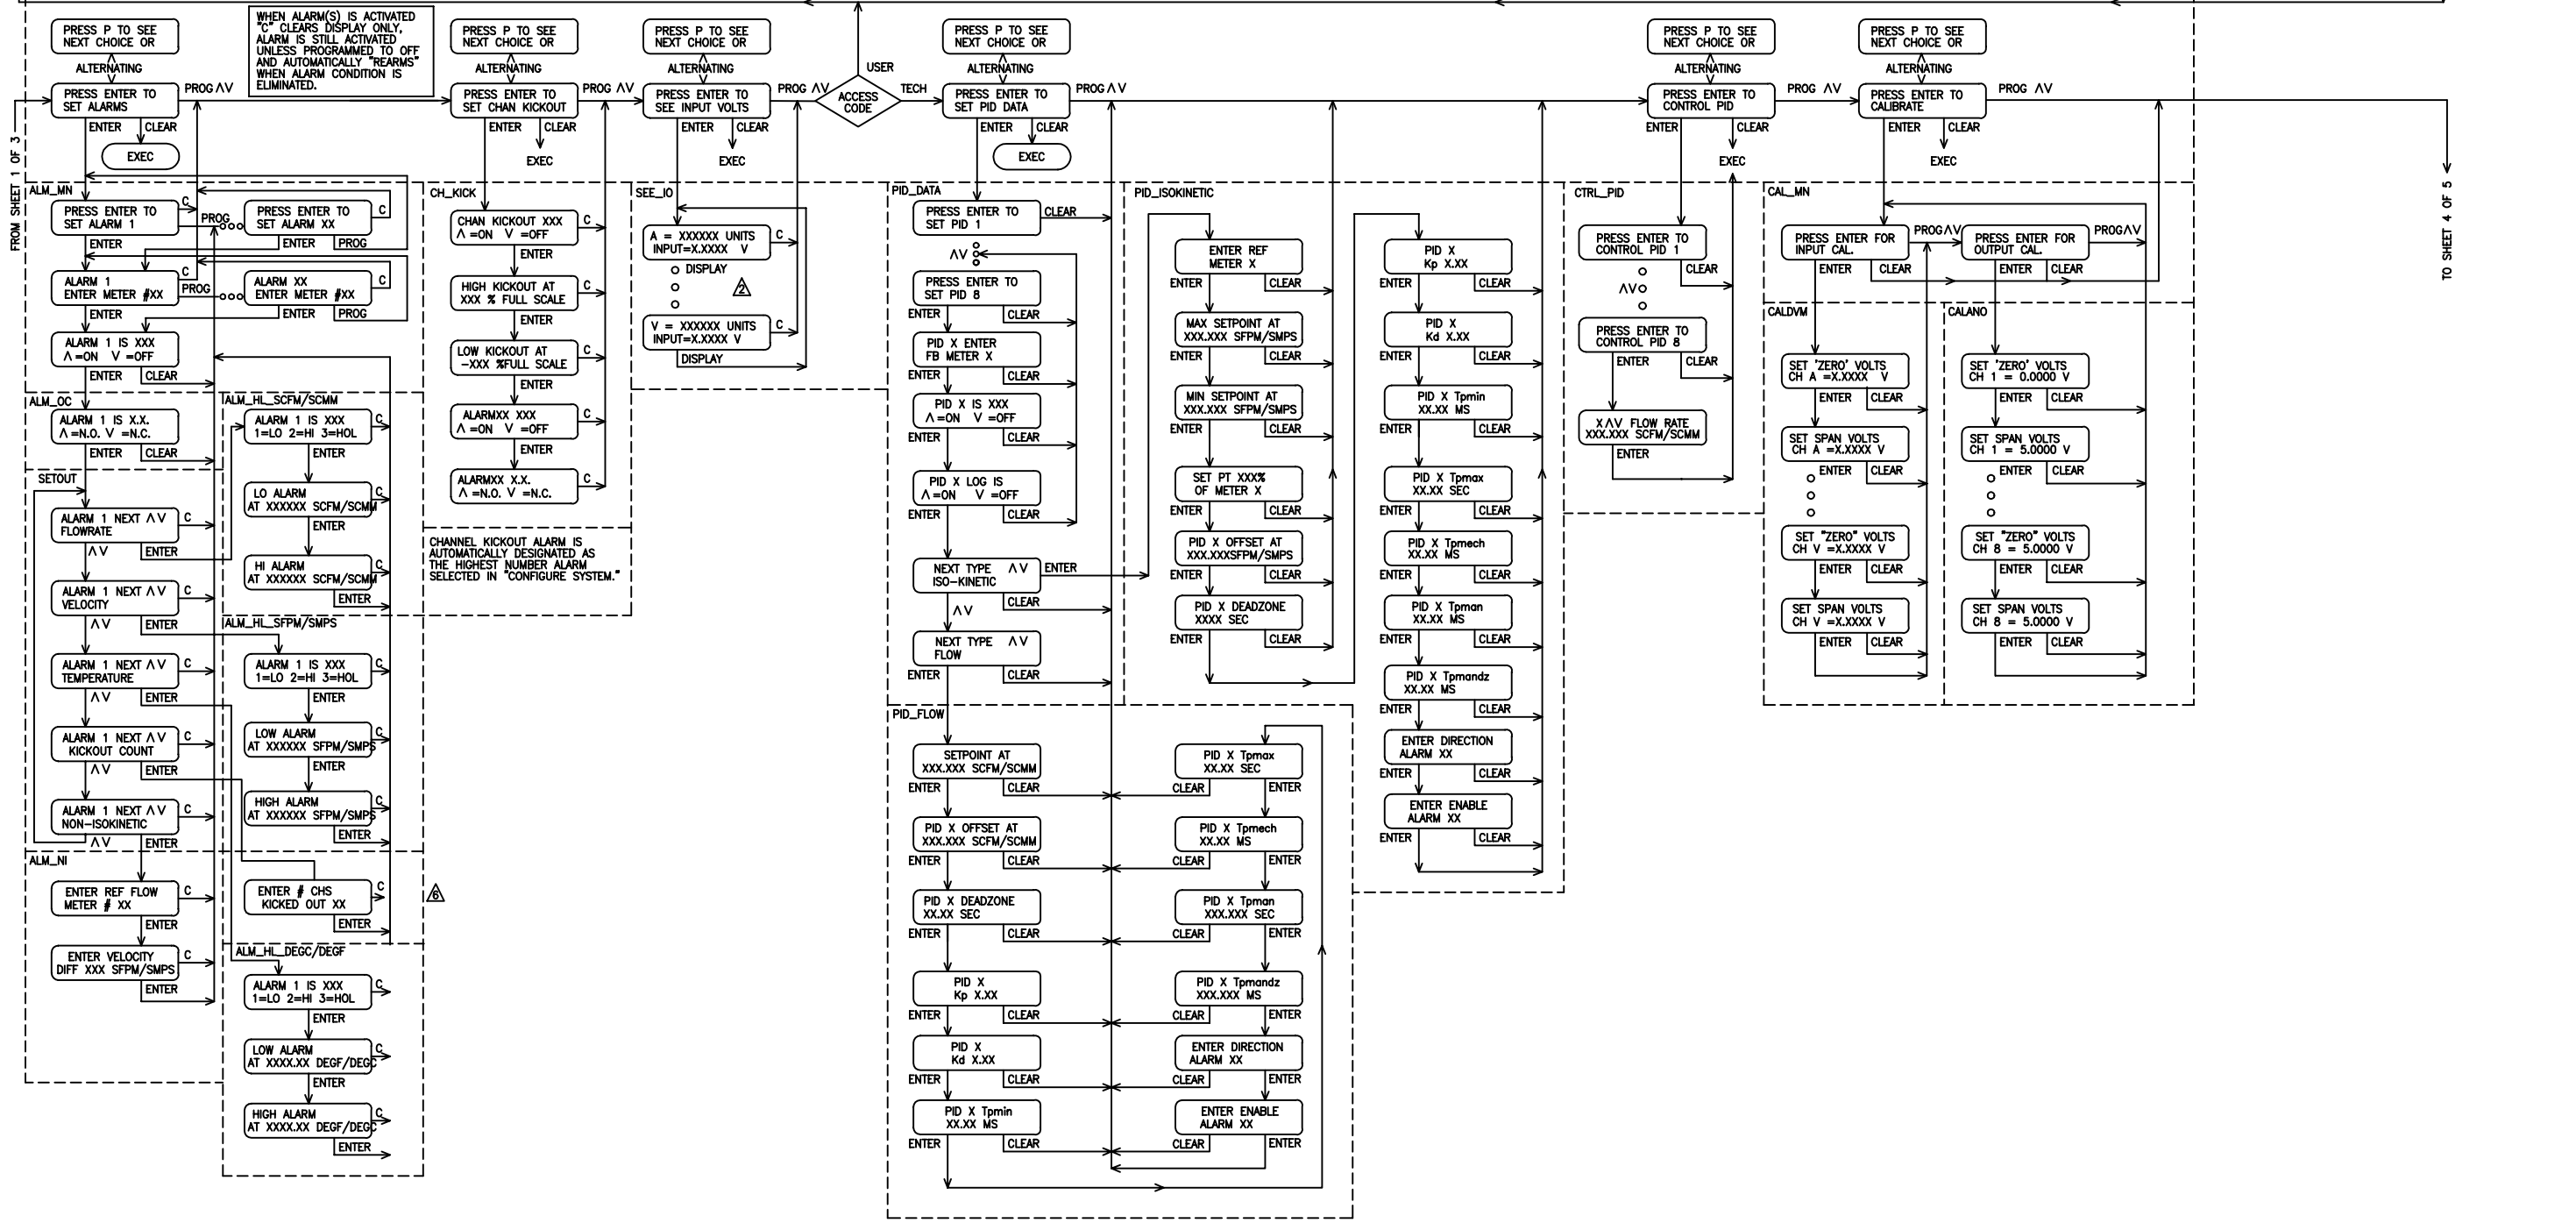 FROM SHEET 1 OF 3
PRESS P TO SEE
NEXT CHOICE OR
ALTERNATING
PRESS ENTER TO
SET ALARMS
PROG ΛV
ENTER
CLEAR
EXEC
WHEN ALARM(S) IS ACTIVATED
"C" CLEARS DISPLAY ONLY,
ALARM IS STILL ACTIVATED
UNLESS PROGRAMMED TO OFF
AND AUTOMATICALLY "REARMS"
WHEN ALARM CONDITION IS
ELIMINATED.
PRESS P TO SEE
NEXT CHOICE OR
ALTERNATING
PRESS ENTER TO
SET CHAN KICKOUT
PROG ΛV
ENTER
CLEAR
EXEC
PRESS P TO SEE
NEXT CHOICE OR
ALTERNATING
PRESS ENTER TO
SEE INPUT VOLTS
PROG ΛV
ENTER
CLEAR
EXEC
USER
ACCESS
CODE
TECH
PRESS P TO SEE
NEXT CHOICE OR
ALTERNATING
PRESS ENTER TO
SET PID DATA
PROG ΛV
ENTER
CLEAR
EXEC
PRESS P TO SEE
NEXT CHOICE OR
ALTERNATING
PRESS ENTER TO
CONTROL PID
PROG ΛV
ENTER
CLEAR
EXEC
PRESS P TO SEE
NEXT CHOICE OR
ALTERNATING
PRESS ENTER TO
CALIBRATE
PROG ΛV
ENTER
CLEAR
EXEC
TO SHEET 4 OF 5
ALM_MN
PRESS ENTER TO
SET ALARM 1
C
PROG
ENTER
PRESS ENTER TO
SET ALARM XX
C
ENTER
PROG
ALARM 1
ENTER METER #XX
C
PROG
ENTER
ALARM XX
ENTER METER #XX
C
ENTER
PROG
ALARM 1 IS XXX
Λ=ON V =OFF
ENTER
CLEAR
ALM_OC
ALARM 1 IS X.X.
Λ=N.O. V =N.C.
ENTER
CLEAR
SETOUT
ALARM 1 NEXT ΛV
FLOWRATE
C
ΛV
ENTER
ALARM 1 NEXT ΛV
VELOCITY
C
ΛV
ENTER
ALARM 1 NEXT ΛV
TEMPERATURE
C
ΛV
ENTER
ALARM 1 NEXT ΛV
KICKOUT COUNT
C
ΛV
ENTER
ALARM 1 NEXT ΛV
NON-ISOKINETIC
C
ΛV
ENTER
ALM_NI
ENTER REF FLOW
METER # XX
C
ENTER
ENTER VELOCITY
DIFF XXX SFPM/SMPS
C
ENTER
ALM_HL_SCFM/SCMM
ALARM 1 IS XXX
1=LO 2=HI 3=HOL
C
ENTER
LO ALARM
AT XXXXXX SCFM/SCMM
C
ENTER
HI ALARM
AT XXXXXX SCFM/SCMM
C
ENTER
ALM_HL_SFPM/SMPS
ALARM 1 IS XXX
1=LO 2=HI 3=HOL
C
ENTER
LOW ALARM
AT XXXXXX SFPM/SMPS
C
ENTER
HIGH ALARM
AT XXXXXX SFPM/SMPS
C
ENTER
ENTER # CHS
KICKED OUT XX
C
ENTER
6
ALM_HL_DEGC/DEGF
ALARM 1 IS XXX
1=LO 2=HI 3=HOL
C
ENTER
LOW ALARM
AT XXXX.XX DEGF/DEGC
C
ENTER
HIGH ALARM
AT XXXX.XX DEGF/DEGC
C
ENTER
CH_KICK
CHAN KICKOUT XXX
Λ=ON V =OFF
C
ENTER
HIGH KICKOUT AT
XXX % FULL SCALE
C
ENTER
LOW KICKOUT AT
-XXX %FULL SCALE
C
ENTER
ALARMXX XXX
Λ=ON V =OFF
C
ENTER
ALARMXX X.X.
Λ=N.O. V =N.C.
C
CHANNEL KICKOUT ALARM IS
AUTOMATICALLY DESIGNATED AS
THE HIGHEST NUMBER ALARM
SELECTED IN "CONFIGURE SYSTEM."
SEE_IO
A = XXXXXX UNITS
INPUT=X.XXXX V
C
DISPLAY
2
V = XXXXXX UNITS
INPUT=X.XXXX V
C
DISPLAY
PID_DATA
PRESS ENTER TO
SET PID 1
CLEAR
ΛV
PRESS ENTER TO
SET PID 8
ENTER
CLEAR
PID X ENTER
FB METER X
ENTER
CLEAR
PID X IS XXX
Λ=ON V =OFF
ENTER
CLEAR
PID X LOG IS
Λ=ON V =OFF
ENTER
CLEAR
NEXT TYPE ΛV
ISO-KINETIC
ENTER
ΛV
CLEAR
NEXT TYPE ΛV
FLOW
ENTER
CLEAR
PID_FLOW
SETPOINT AT
XXX.XXX SCFM/SCMM
ENTER
CLEAR
PID X OFFSET AT
XXX.XXX SCFM/SCMM
ENTER
CLEAR
PID X DEADZONE
XX.XX SEC
ENTER
CLEAR
PID X
Kp X.XX
ENTER
CLEAR
PID X
Kd X.XX
ENTER
CLEAR
PID X Tpmin
XX.XX MS
ENTER
CLEAR
PID X Tpmax
XX.XX SEC
CLEAR
ENTER
PID X Tpmech
XX.XX MS
CLEAR
ENTER
PID X Tpman
XXX.XXX SEC
CLEAR
ENTER
PID X Tpmandz
XXX.XXX MS
CLEAR
ENTER
ENTER DIRECTION
ALARM XX
CLEAR
ENTER
ENTER ENABLE
ALARM XX
CLEAR
ENTER
PID_ISOKINETIC
ENTER REF
METER X
ENTER
CLEAR
MAX SETPOINT AT
XXX.XXX SFPM/SMPS
ENTER
CLEAR
MIN SETPOINT AT
XXX.XXX SFPM/SMPS
ENTER
CLEAR
SET PT XXX%
OF METER X
ENTER
CLEAR
PID X OFFSET AT
XXX.XXXSFPM/SMPS
ENTER
CLEAR
PID X DEADZONE
XXXX SEC
ENTER
CLEAR
PID X
Kp X.XX
ENTER
CLEAR
PID X
Kd X.XX
ENTER
CLEAR
PID X Tpmin
XX.XX MS
ENTER
CLEAR
PID X Tpmax
XX.XX SEC
ENTER
CLEAR
PID X Tpmech
XX.XX MS
ENTER
CLEAR
PID X Tpman
XX.XX MS
ENTER
CLEAR
PID X Tpmandz
XX.XX MS
ENTER
CLEAR
ENTER DIRECTION
ALARM XX
ENTER
CLEAR
ENTER ENABLE
ALARM XX
ENTER
CLEAR
CTRL_PID
PRESS ENTER TO
CONTROL PID 1
CLEAR
ΛV
PRESS ENTER TO
CONTROL PID 8
ENTER
CLEAR
XΛV FLOW RATE
XXX.XXX SCFM/SCMM
ENTER
CAL_MN
PRESS ENTER FOR
INPUT CAL.
PROGΛV
ENTER
CLEAR
PRESS ENTER FOR
OUTPUT CAL.
PROGΛV
ENTER
CLEAR
CALDVM
SET 'ZERO' VOLTS
CH A =X.XXXX V
ENTER
CLEAR
SET SPAN VOLTS
CH A =X.XXXX V
ENTER
CLEAR
SET "ZERO" VOLTS
CH V =X.XXXX V
ENTER
CLEAR
SET SPAN VOLTS
CH V =X.XXXX V
ENTER
CLEAR
CALANO
SET 'ZERO' VOLTS
CH 1 = 0.0000 V
ENTER
CLEAR
SET SPAN VOLTS
CH 1 = 5.0000 V
ENTER
CLEAR
SET "ZERO" VOLTS
CH 8 = 5.0000 V
ENTER
CLEAR
SET SPAN VOLTS
CH 8 = 5.0000 V
ENTER
CLEAR